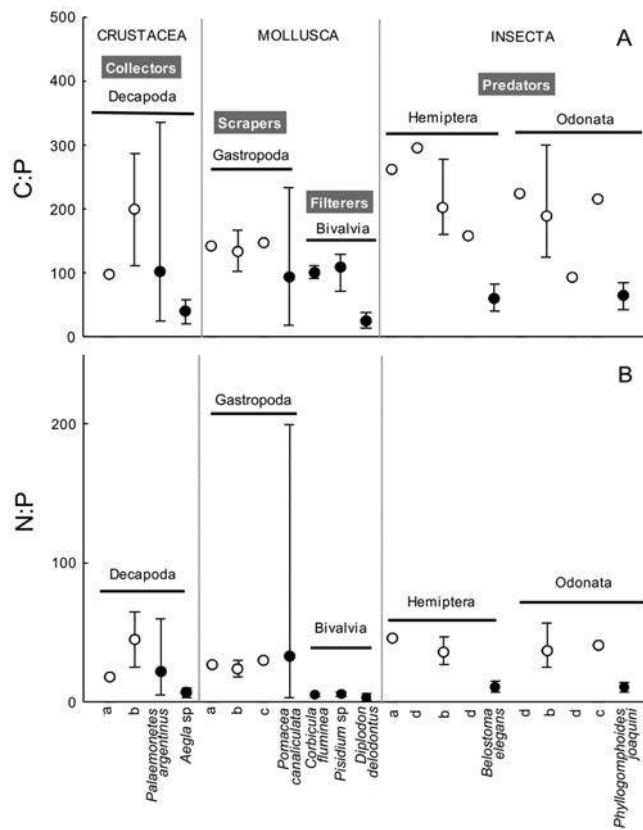 500
400
300
200
100
0
C:P
CRUSTACEA
MOLLUSCA
INSECTA
A
Collectors
Decapoda
Scrapers
Gastropoda
Filterers
Bivalvia
Predators
Hemiptera
Odonata
200
100
0
N:P
B
Decapoda
Gastropoda
Bivalvia
Hemiptera
Odonata
a
b
Palaemonetes
argentinus
Aegla sp
a
b
c
Pomacea
canaliculata
Corbicula
fluminea
Pisidium sp
Diplodon
delodontus
a
d
b
d
Belostoma
elegans
d
b
d
c
Phyllogomphoides
joaquini